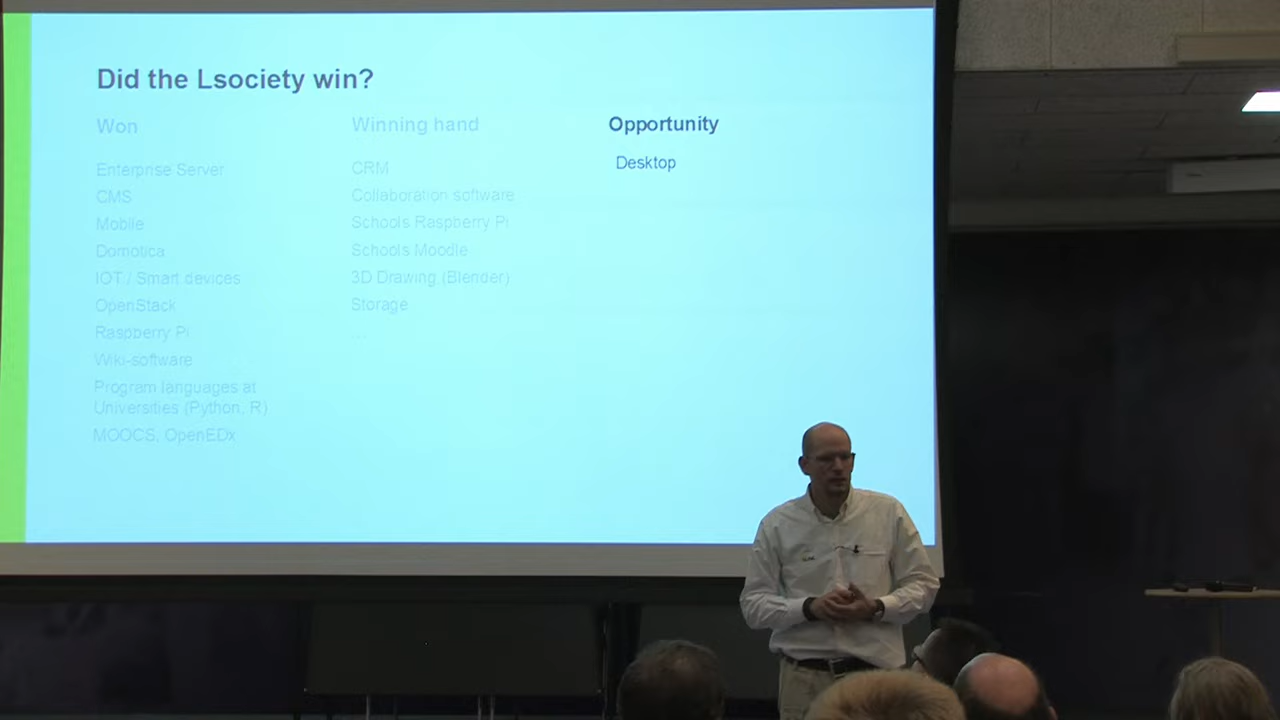 Did the Lsociety win?
Won
Enterprise Server
CMS
Mobile
Domotica
IOT / Smart devices
OpenStack
Raspberry Pi
Wiki-software
Program languages at
Universities (Python, R)
MOOCS, OpenEDx
Winning hand
CRM
Collaboration software
Schools Raspberry Pi
Schools Moodle
3D Drawing (Blender)
Storage
...
Opportunity
Desktop